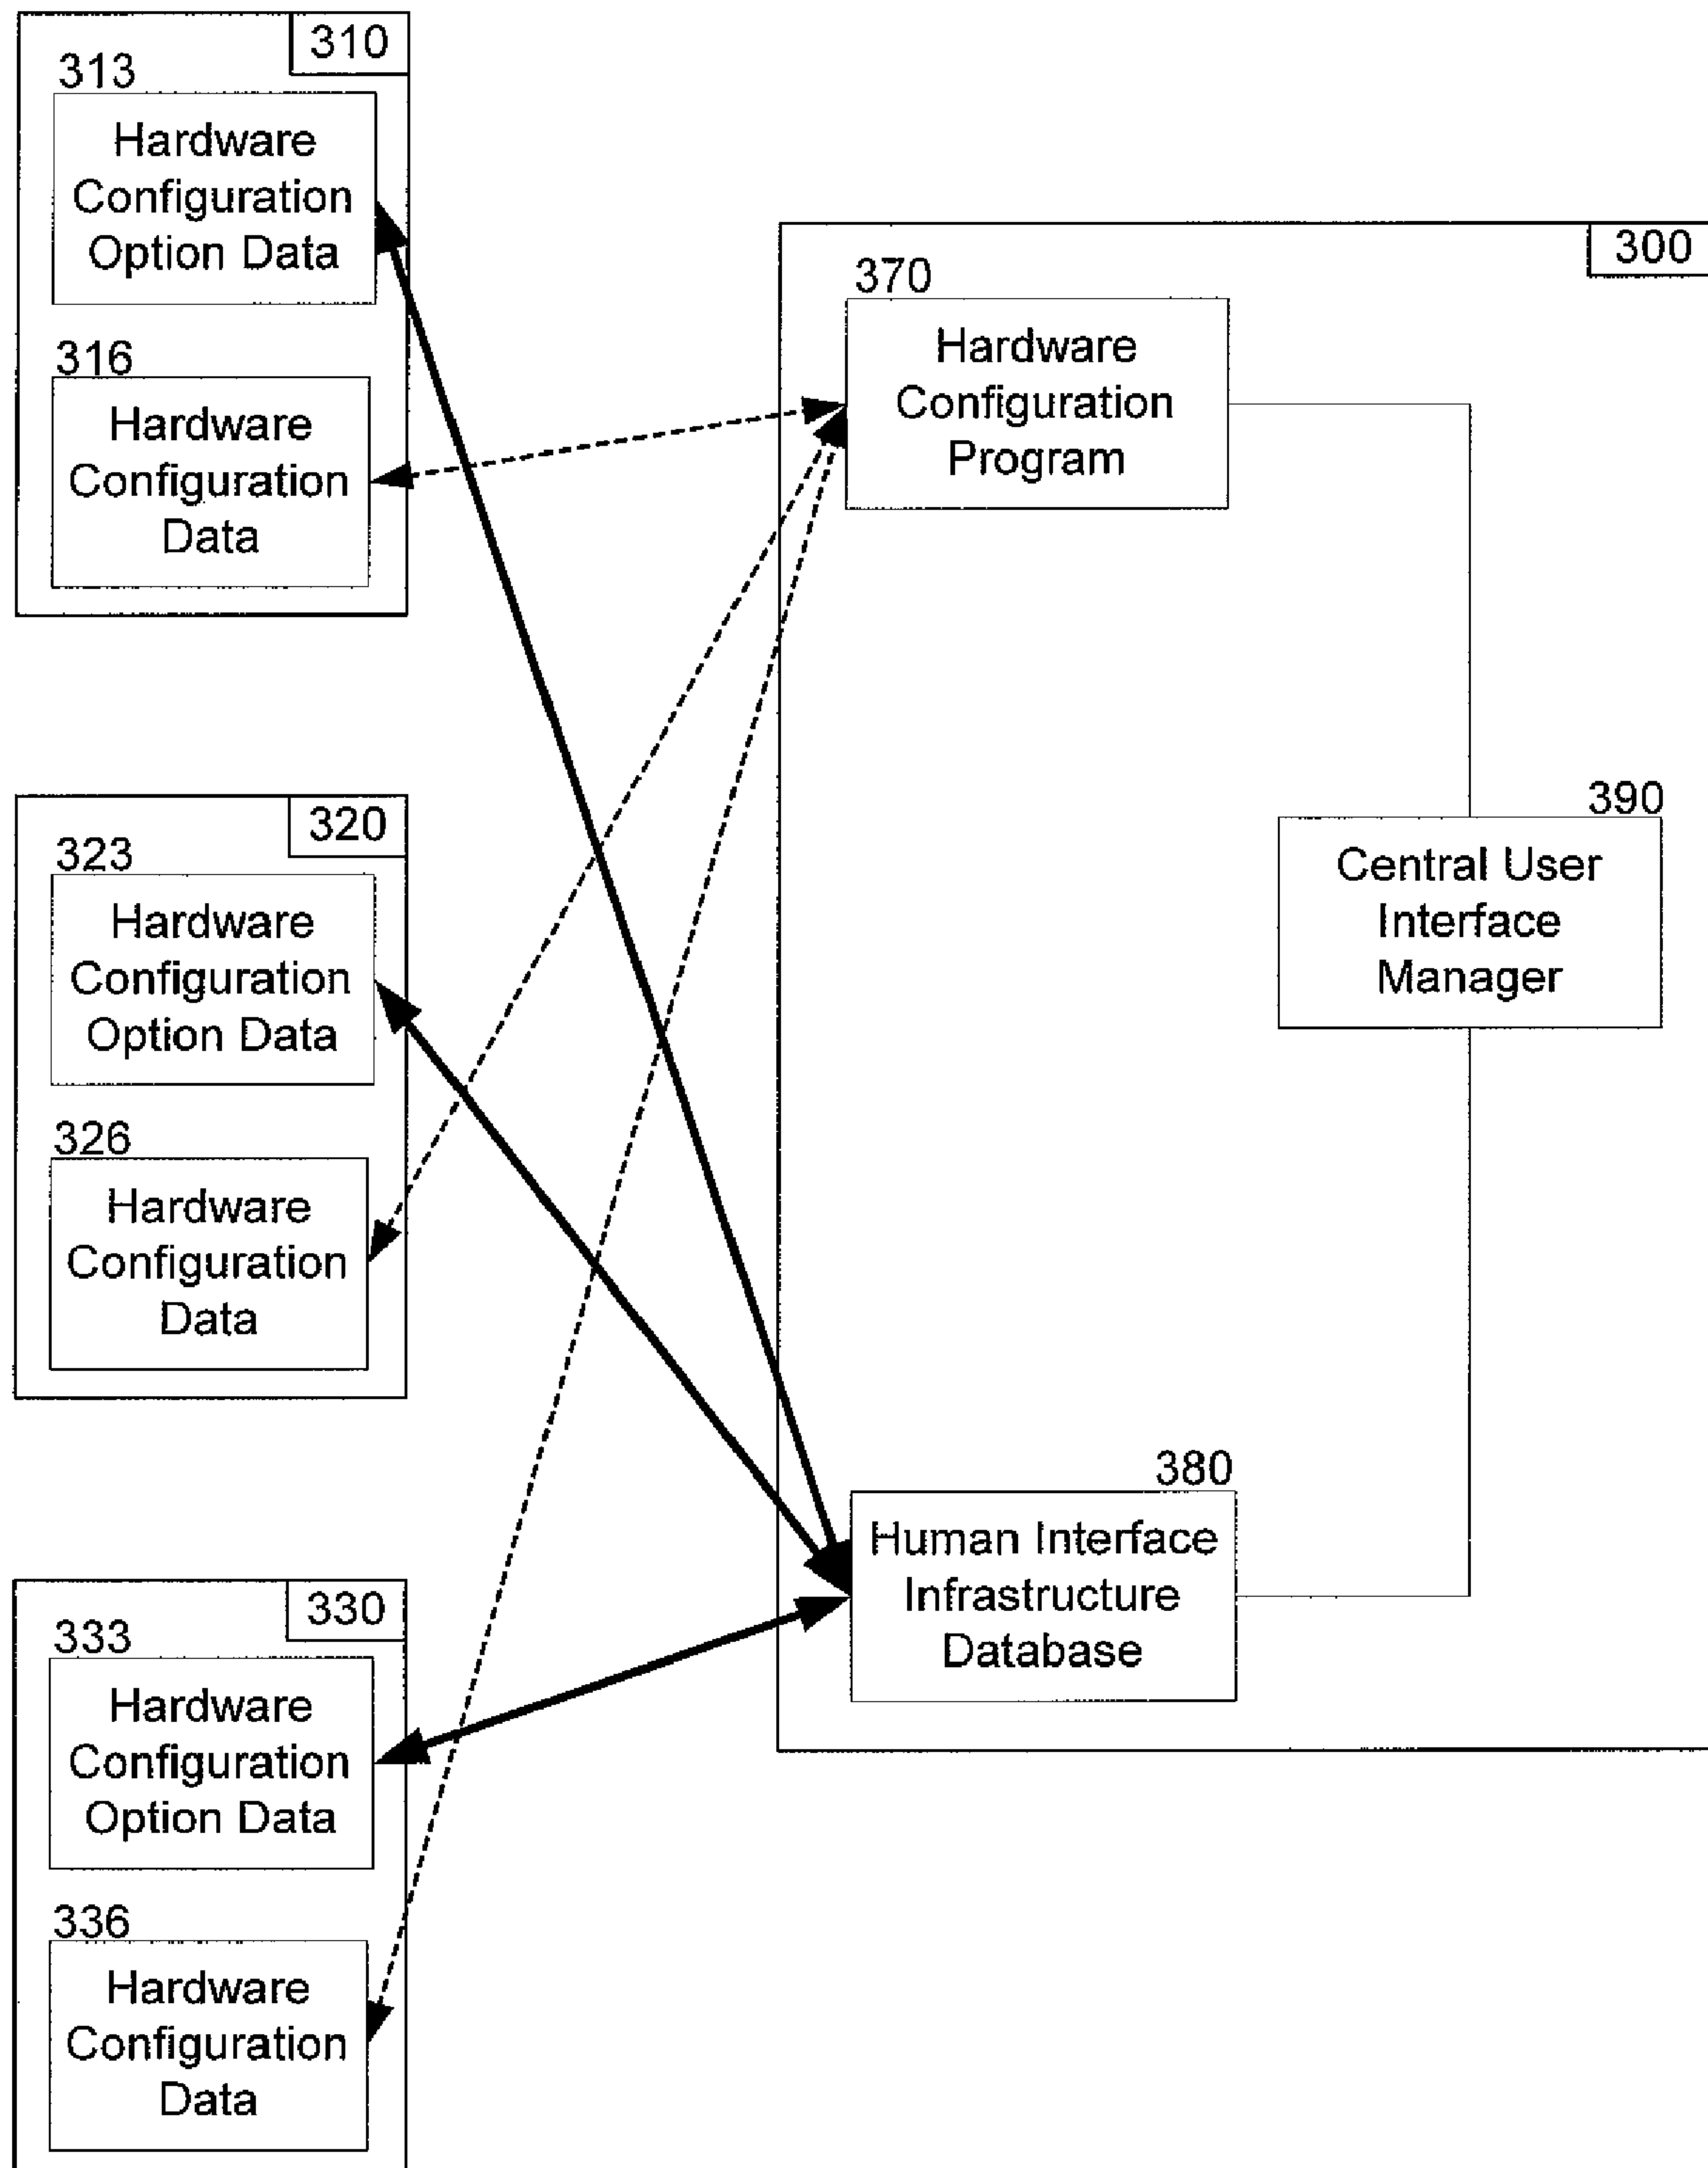 310
313
Hardware
Configuration
Option Data
316
Hardware
Configuration
Data
300
370
Hardware
Configuration
Program
320
323
Hardware
Configuration
Option Data
326
Hardware
Configuration
Data
390
Central User
Interface
Manager
380
Human Interface
Infrastructure
Database
330
333
Hardware
Configuration
Option Data
336
Hardware
Configuration
Data